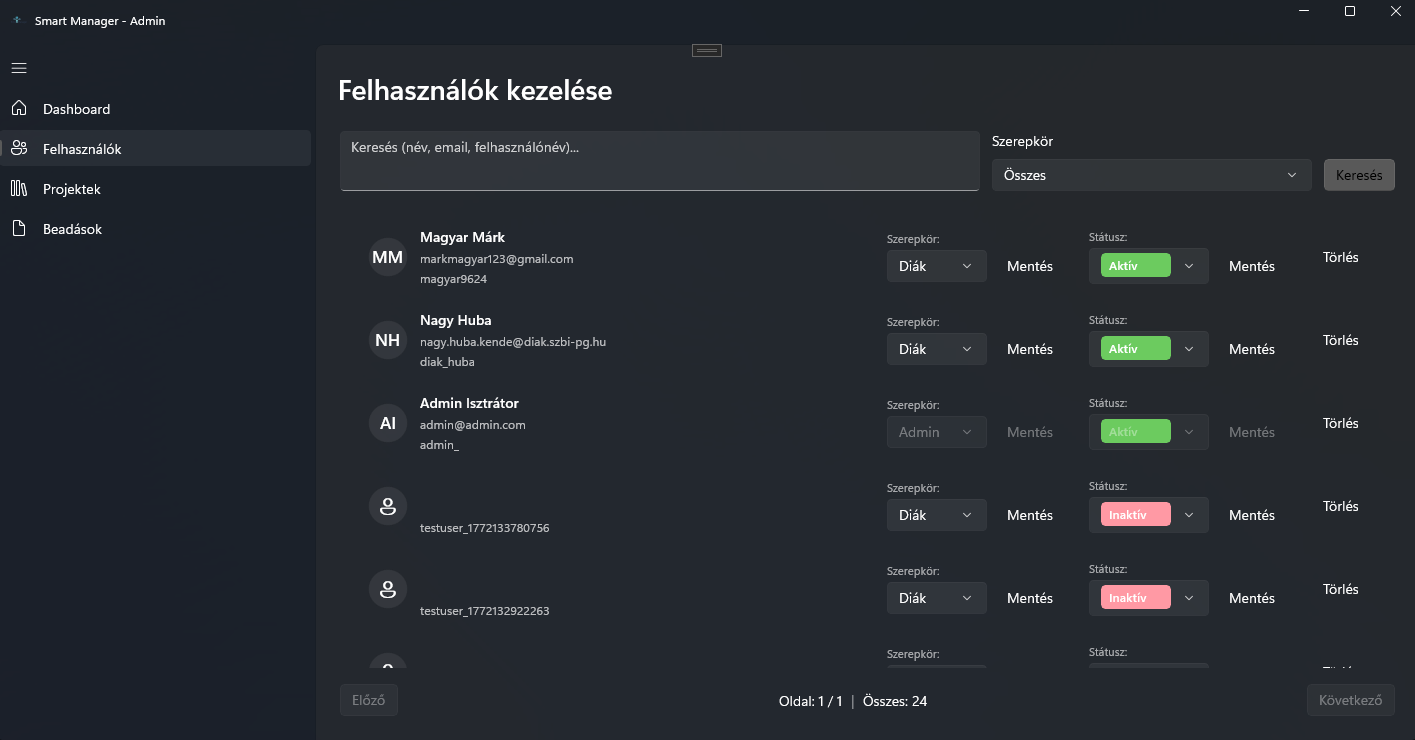 Smart Manager - Admin
Dashboard
Felhasználók
Projektek
Beadások
Felhasználók kezelése
Keresés (név, email, felhasználónév)...
Szerepkör
Összes
Keresés
MM
Magyar Márk
markmagyar123@gmail.com
magyar9624
Szerepkör:
Diák
Mentés
Státusz:
Aktív
Mentés
Törlés
NH
Nagy Huba
nagy.huba.kende@diak.szbi-pg.hu
diak_huba
Szerepkör:
Diák
Mentés
Státusz:
Aktív
Mentés
Törlés
AI
Admin Isztrátor
admin@admin.com
admin_
Szerepkör:
Admin
Mentés
Státusz:
Aktív
Mentés
Törlés
testuser_1772133780756
Szerepkör:
Diák
Mentés
Státusz:
Inaktív
Mentés
Törlés
testuser_1772132922263
Szerepkör:
Diák
Mentés
Státusz:
Inaktív
Mentés
Törlés
Szerepkör:
Státusz:
Előző
Oldal: 1 / 1 | Összes: 24
Következő